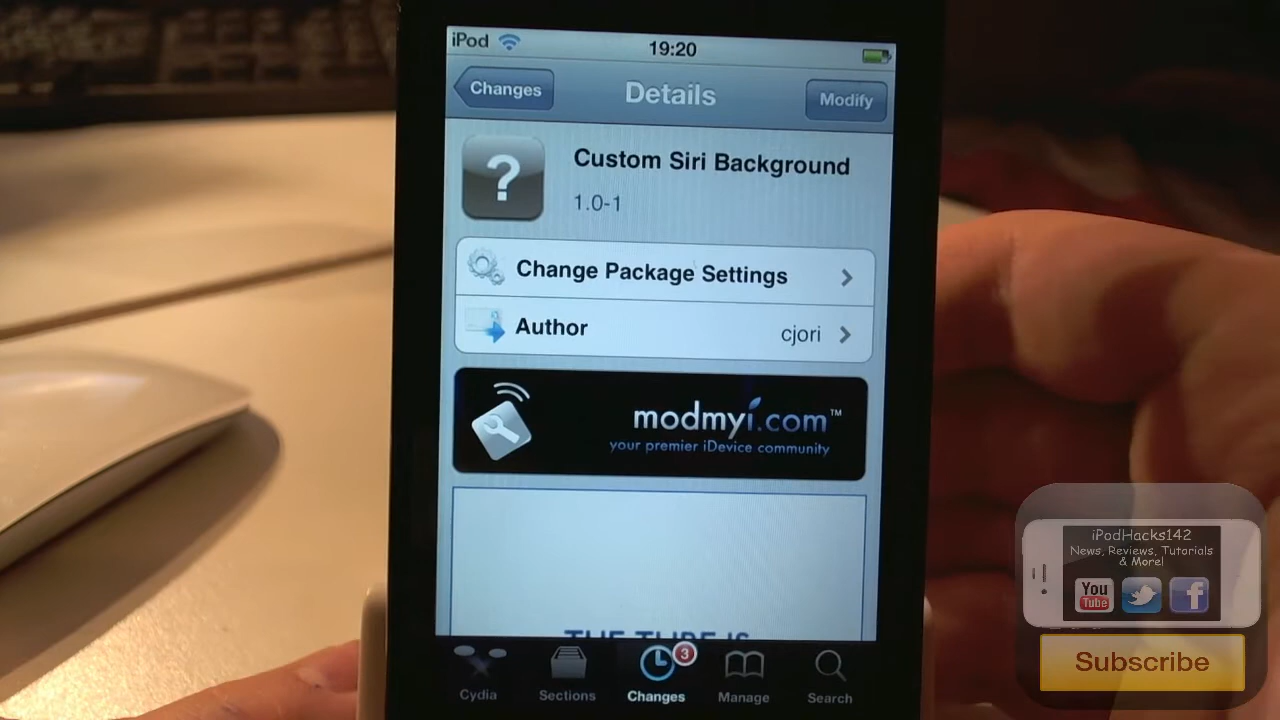 iPod
19:20
Changes
Details
Modify
?
Custom Siri Background
1.0-1
Change Package Settings
Author
cjori
modmyi.com™
your premier iDevice community
Cydia
Sections
Changes
3
Manage
Search
iPodHacks142
News, Reviews, Tutorials
& More!
You
Tube
f
Subscribe